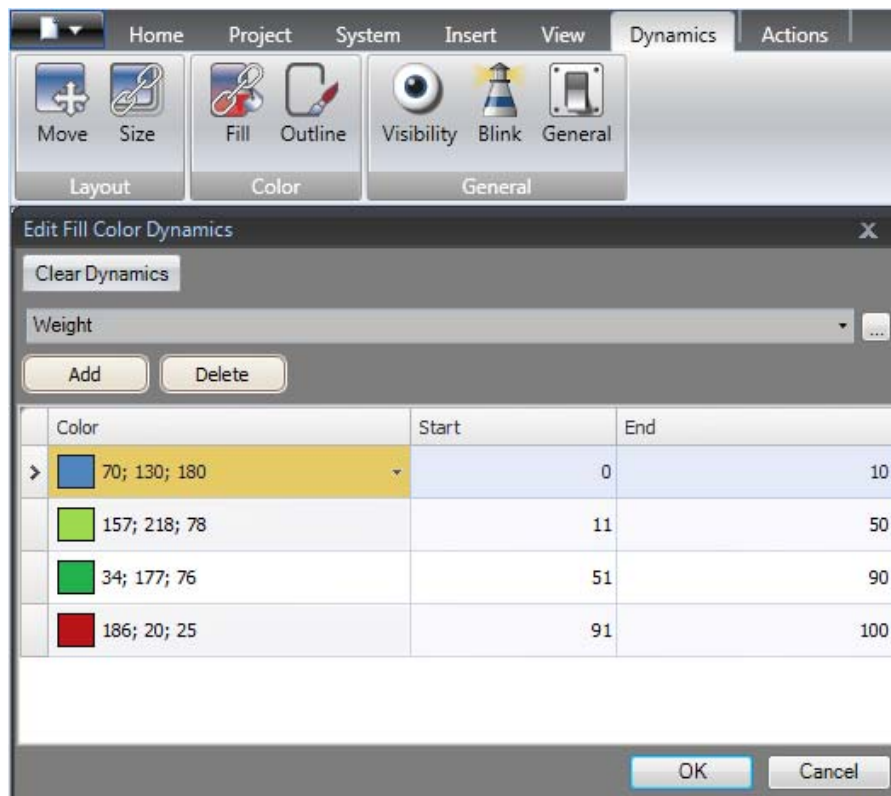 Home Project System Insert View Dynamics Actions
Move Size Fill Outline Visibility Blink General
Layout Color General
Edit Fill Color Dynamics X
Clear Dynamics
Weight ...
Add Delete
Color Start End
70; 130; 180 0 10
157; 218; 78 11 50
34; 177; 76 51 90
186; 20; 25 91 100
OK Cancel